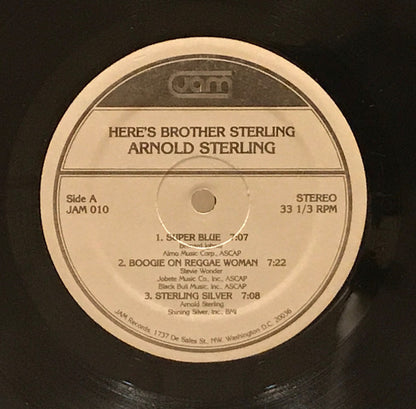 Jam
HERE'S BROTHER STERLING
ARNOLD STERLING
Side A
JAM 010
STEREO
33 1/3 RPM
1. SUPER BLUE 7:07
Almo Music Corp., ASCAP
2. BOOGIE ON REGGAE WOMAN 7:22
Stevie Wonder
Jobete Music Co., Inc., ASCAP
Black Bull Music, Inc., ASCAP
3. STERLING SILVER 7:08
Arnold Sterling
Shining Silver, Inc., BMI
JAM Records, 1737 De Sales St., NW, Washington D.C. 20036